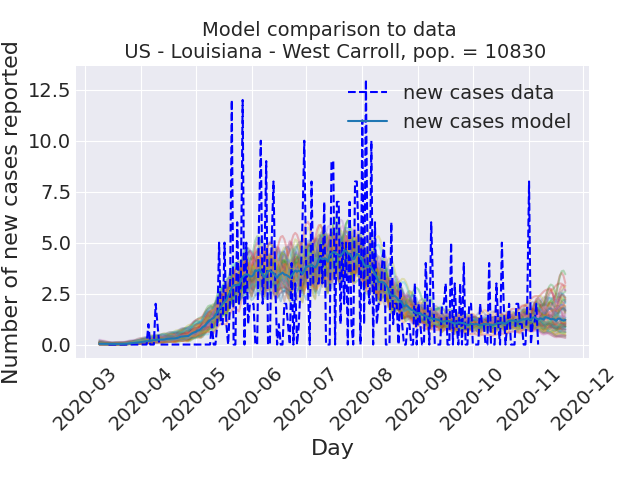 Model comparison to data
US - Louisiana - West Carroll, pop. = 10830
Number of new cases reported
12.5
10.0
7.5
5.0
2.5
0.0
new cases data
new cases model
2020-03
2020-04
2020-05
2020-06
2020-07
2020-08
2020-09
2020-10
2020-11
2020-12
Day